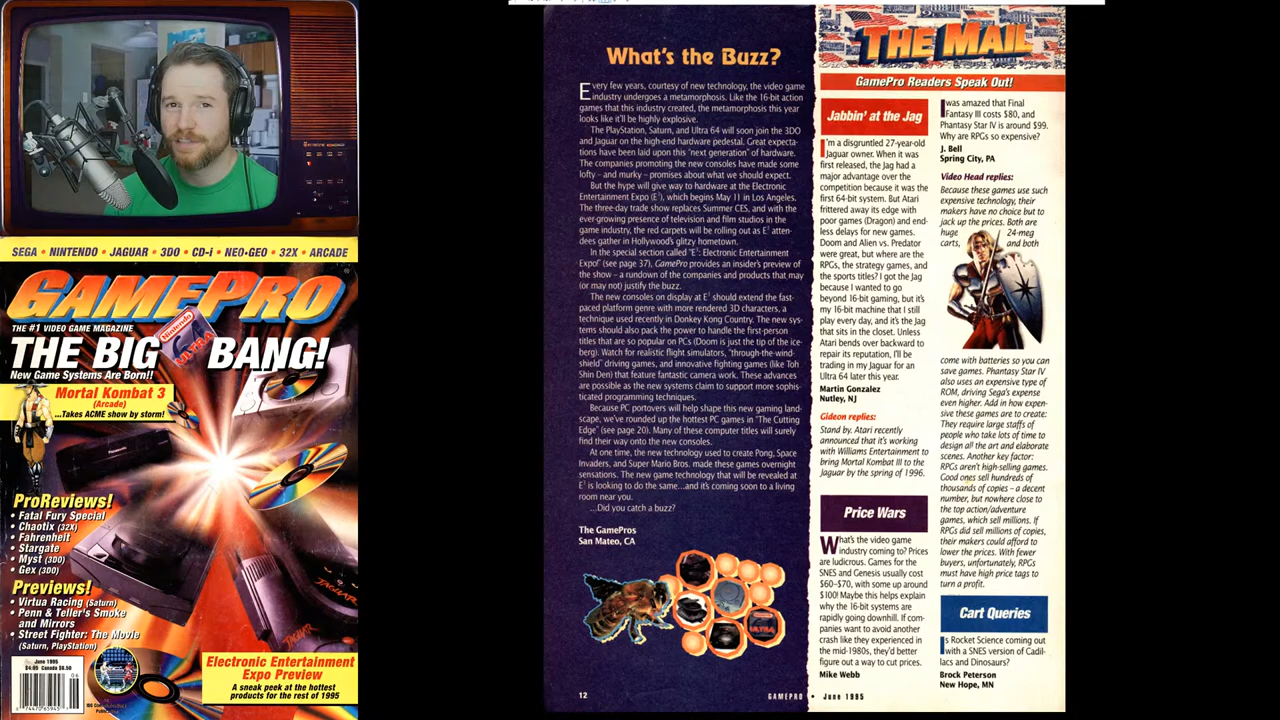 SEGA • NINTENDO • JAGUAR • 3DO • CD-i • NEO•GEO • 32X • ARCADE
GAMEPRO
THE #1 VIDEO GAME MAGAZINE
THE BIG BANG!
Nintendo
ULTRA
New Game Systems Are Born!!
Mortal Kombat 3
(Arcade)
...Takes ACME show by storm!
ProReviews!
• Fatal Fury Special
• Chaotix (32X)
• Fahrenheit
• Stargate
• Myst (3DO)
• Gex (3DO)
Previews!
• Virtua Racing (Saturn)
• Penn & Teller's Smoke
and Mirrors
• Street Fighter: The Movie
(Saturn, PlayStation)
June 1995
$4.95 Canada $6.50
Electronic Entertainment
Expo Preview
A sneak peek at the hottest
products for the rest of 1995
What's the Buzz?
Every few years, courtesy of new technology, the video game
industry undergoes a metamorphosis. Like the 16-bit action
games that this industry created, the metamorphosis this year
looks like it'll be highly explosive.
The PlayStation, Saturn, and Ultra 64 will soon join the 3DO
and Jaguar on the high-end hardware pedestal. Great expecta-
tions have been laid upon this "next generation" of hardware.
The companies promoting the new consoles have made some
lofty – and murky – promises about what we should expect.
But the hype will give way to hardware at the Electronic
Entertainment Expo (E³), which begins May 11 in Los Angeles.
The three-day trade show replaces Summer CES, and with the
ever-growing presence of television and film studios in the
game industry, the red carpets will be rolling out as E³ atten-
dees gather in Hollywood's glitzy hometown.
In the special section called "E³: Electronic Entertainment
Expo" (see page 37), GamePro provides an insider's preview of
the show – a rundown of the companies and products that may
(or may not) justify the buzz.
The new consoles on display at E³ should extend the fast-
paced platform genre with more rendered 3D characters, a
technique used recently in Donkey Kong Country. The new sys-
tems should also pack the power to handle the first-person
titles that are so popular on PCs (Doom is just the tip of the ice-
berg). Watch for realistic flight simulators, "through-the-wind-
shield" driving games, and innovative fighting games (like Toh
Shin Den) that feature fantastic camera work. These advances
are possible as the new systems claim to support more sophis-
ticated programming techniques.
Because PC portovers will help shape this new gaming land-
scape, we've rounded up the hottest PC games in "The Cutting
Edge" (see page 20). Many of these computer titles will surely
find their way onto the new consoles.
At one time, the new technology used to create Pong, Space
Invaders, and Super Mario Bros. made these games overnight
sensations. The new game technology that will be revealed at
E³ is looking to do the same...and it's coming soon to a living
room near you.
...Did you catch a buzz?
The GamePros
San Mateo, CA
ULTRA
12
GAMEPRO • June 1995
THE MAIL
GamePro Readers Speak Out!
Jabbin' at the Jag
I'm a disgruntled 27-year-old
Jaguar owner. When it was
first released, the Jag had a
major advantage over the
competition because it was the
first 64-bit system. But Atari
frittered away its edge with
poor games (Dragon) and end-
less delays for new games.
Doom and Alien vs. Predator
were great, but where are the
RPGs, the strategy games, and
the sports titles? I got the Jag
because I wanted to go
beyond 16-bit gaming, but it's
my 16-bit machine that I still
play every day, and it's the Jag
that sits in the closet. Unless
Atari bends over backward to
repair its reputation, I'll be
trading in my Jaguar for an
Ultra 64 later this year.
Martin Gonzalez
Nutley, NJ
Gideon replies:
Stand by. Atari recently
announced that it's working
with Williams Entertainment to
bring Mortal Kombat III to the
Jaguar by the spring of 1996.
Price Wars
What's the video game
industry coming to? Prices
are ludicrous. Games for the
SNES and Genesis usually cost
$60–$70, with some up around
$100! Maybe this helps explain
why the 16-bit systems are
rapidly going downhill. If com-
panies want to avoid another
crash like they experienced in
the mid-1980s, they'd better
figure out a way to cut prices.
Mike Webb
I was amazed that Final
Fantasy III costs $80, and
Phantasy Star IV is around $99.
Why are RPGs so expensive?
J. Bell
Spring City, PA
Video Head replies:
Because these games use such
expensive technology, their
makers have no choice but to
jack up the prices. Both are
huge 24-meg
carts, and both
come with batteries so you can
save games. Phantasy Star IV
also uses an expensive type of
ROM, driving Sega's expense
even higher. Add in how expen-
sive these games are to create:
They require large staffs of
people who take lots of time to
design all the art and elaborate
scenes. Another key factor:
RPGs aren't high-selling games.
Good ones sell hundreds of
thousands of copies – a decent
number, but nowhere close to
the top action/adventure
games, which sell millions. If
RPGs did sell millions of copies,
their makers could afford to
lower the prices. With fewer
buyers, unfortunately, RPGs
must have high price tags to
turn a profit.
Cart Queries
Is Rocket Science coming out
with a SNES version of Cadil-
lacs and Dinosaurs?
Brock Peterson
New Hope, MN